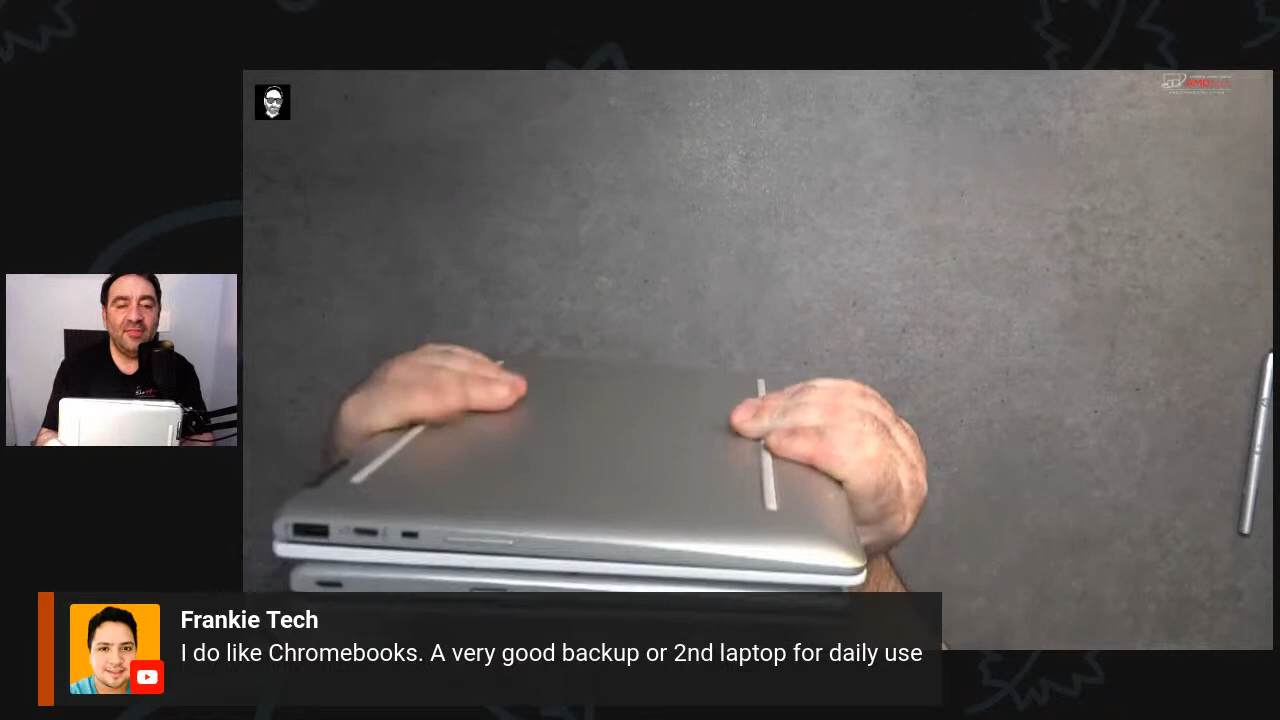 Frankie Tech
I do like Chromebooks. A very good backup or 2nd laptop for daily use